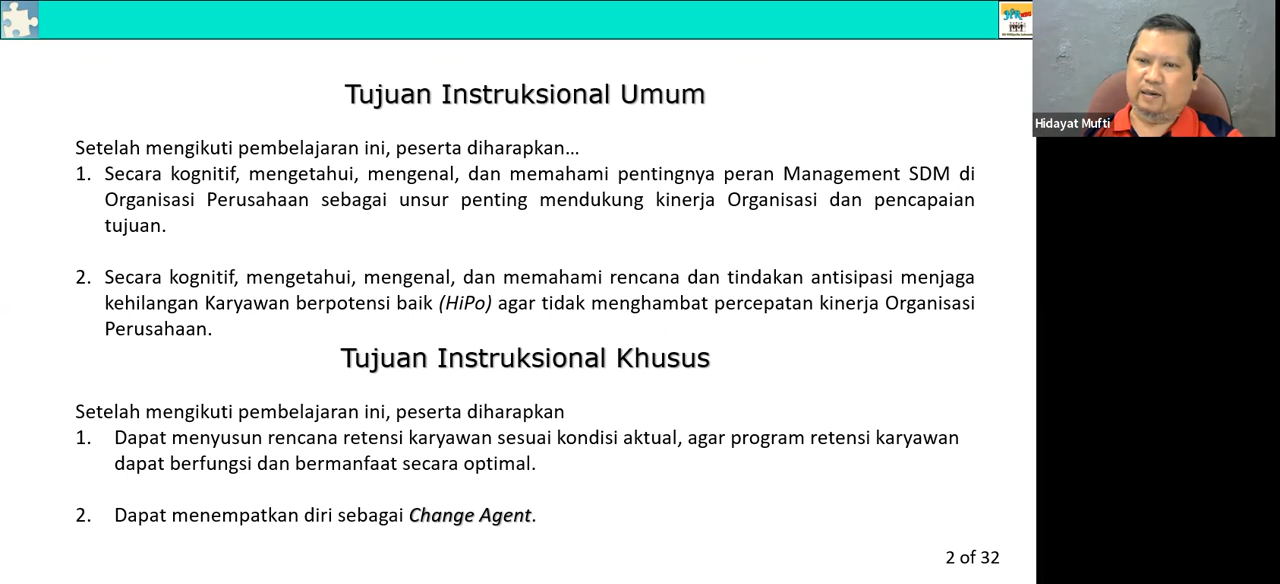 Tujuan Instruksional Umum
Setelah mengikuti pembelajaran ini, peserta diharapkan...
1. Secara kognitif, mengetahui, mengenal, dan memahami pentingnya peran Management SDM di
Organisasi Perusahaan sebagai unsur penting mendukung kinerja Organisasi dan pencapaian
tujuan.
2. Secara kognitif, mengetahui, mengenal, dan memahami rencana dan tindakan antisipasi menjaga
kehilangan Karyawan berpotensi baik (HiPo) agar tidak menghambat percepatan kinerja Organisasi
Perusahaan.
Tujuan Instruksional Khusus
Setelah mengikuti pembelajaran ini, peserta diharapkan
1. Dapat menyusun rencana retensi karyawan sesuai kondisi aktual, agar program retensi karyawan
dapat berfungsi dan bermanfaat secara optimal.
2. Dapat menempatkan diri sebagai Change Agent.
2 of 32
Hidayat Mufti